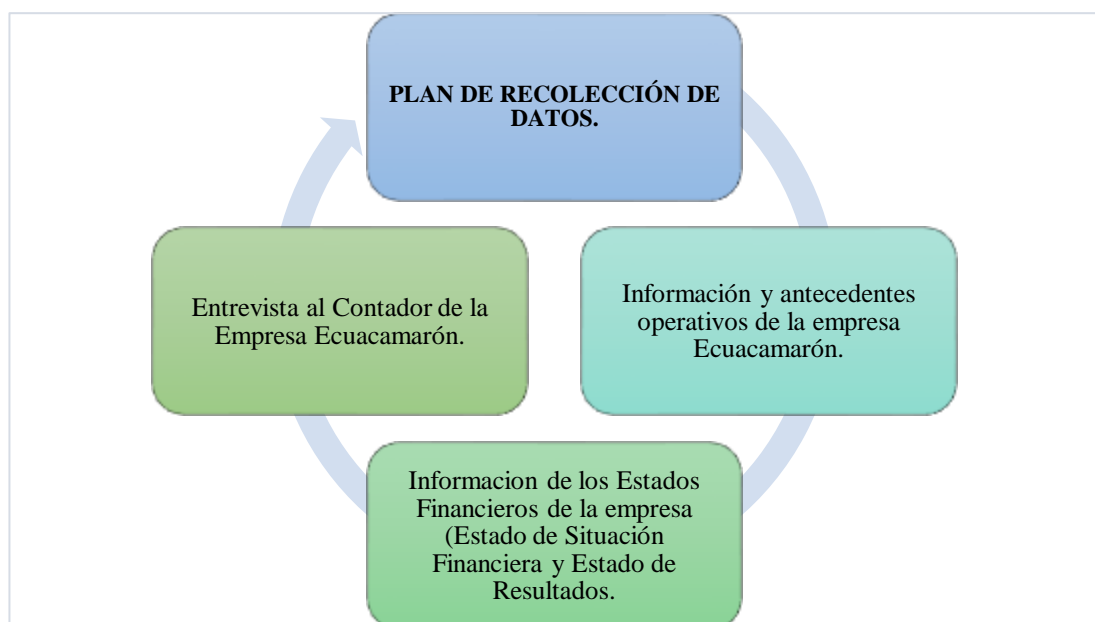 PLAN DE RECOLECCIÓN DE
DATOS.
Información y antecedentes
operativos de la empresa
Ecuacamarón.
Informacion de los Estados
Financieros de la empresa
(Estado de Situación
Financiera y Estado de
Resultados.
Entrevista al Contador de la
Empresa Ecuacamarón.